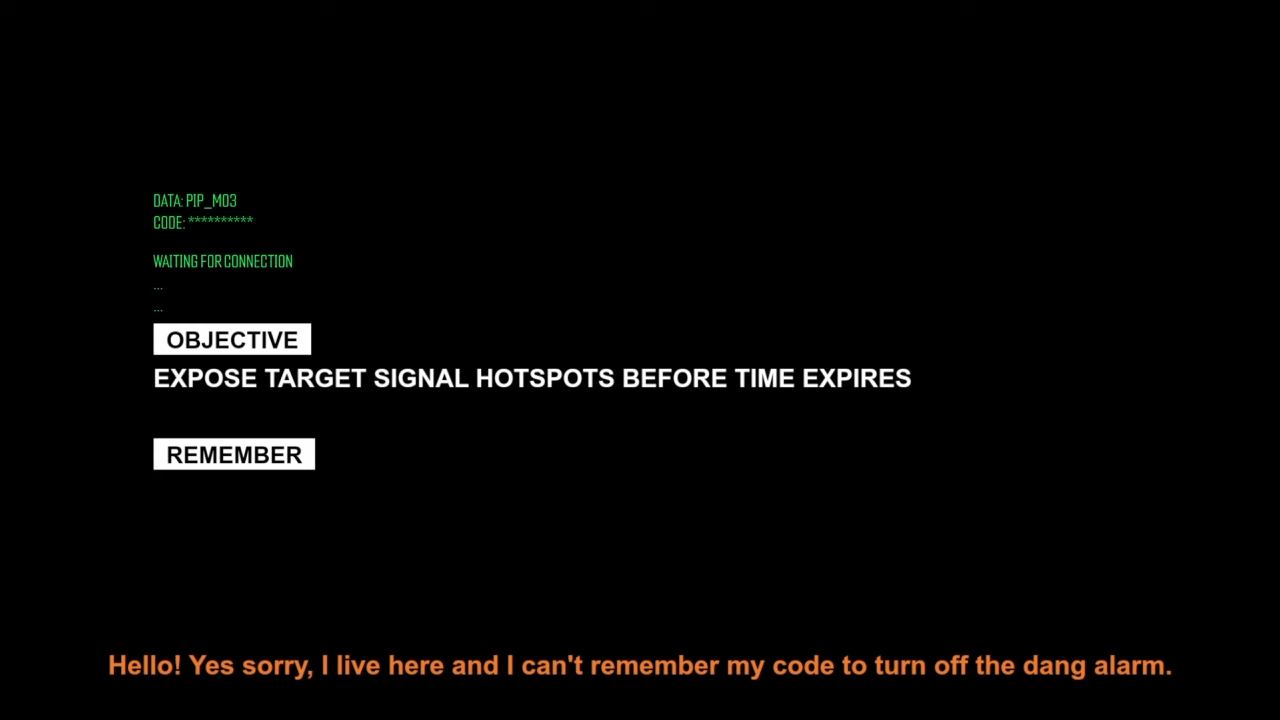 DATA: PIP_M03
CODE: **********
WAITING FOR CONNECTION
...
...
OBJECTIVE
EXPOSE TARGET SIGNAL HOTSPOTS BEFORE TIME EXPIRES
REMEMBER
Hello! Yes sorry, I live here and I can't remember my code to turn off the dang alarm.